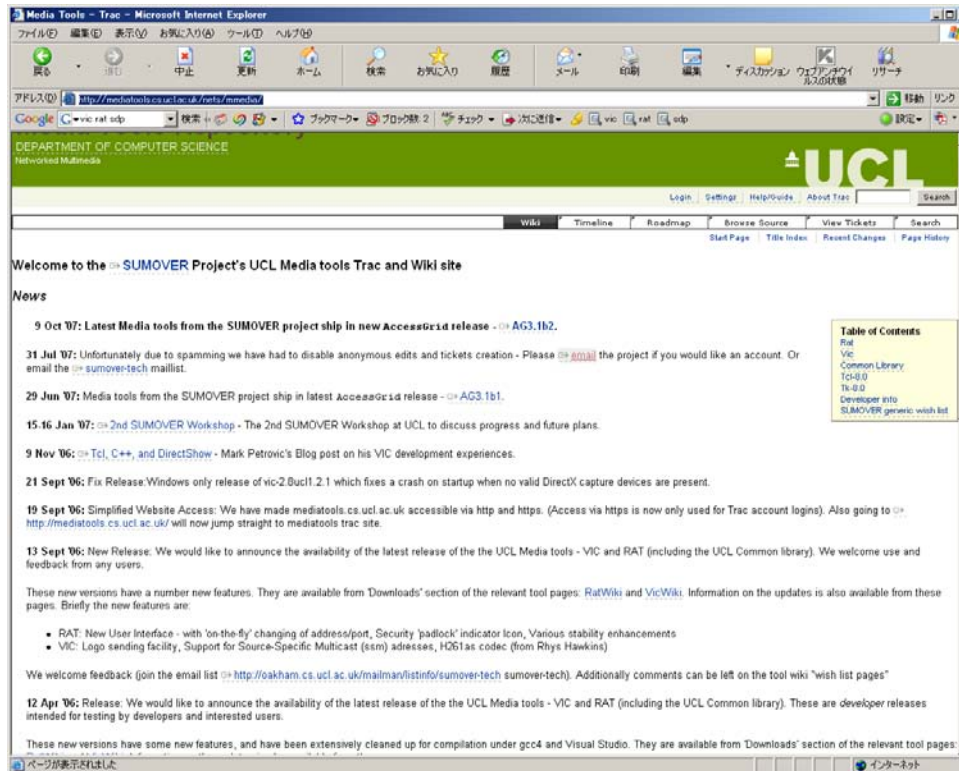 Media Tools - Trac - Microsoft Internet Explorer
ファイル(F) 編集(E) 表示(V) お気に入り(A) ツール(T) ヘルプ(H)
戻る 進む 中止 更新 ホーム 検索 お気に入り 履歴 メール 印刷 編集 ディスカッション ウェブアンチウイルスの状態 リサーチ
アドレス(D) http://mediatools.cs.ucl.ac.uk/nets/mmedia/ 移動 リンク
Google vic rat sdp 検索 ブックマーク ブロック数: 2 チェック 次に送信 vic rat sdp 設定
DEPARTMENT OF COMPUTER SCIENCE
Networked Multimedia
UCL
Login Settings Help/Guide About Trac Search
Wiki Timeline Roadmap Browse Source View Tickets Search
Start Page Title Index Recent Changes Page History
Welcome to the SUMOVER Project's UCL Media tools Trac and Wiki site
News
9 Oct '07: Latest Media tools from the SUMOVER project ship in new AccessGrid release - AG3.1b2.
Table of Contents
Rat
Vic
Common Library
Tcl-8.0
Tk-8.0
Developer info
SUMOVER generic wish list
31 Jul '07: Unfortunately due to spamming we have had to disable anonymous edits and tickets creation - Please email the project if you would like an account. Or
email the sumover-tech maillist.
29 Jun '07: Media tools from the SUMOVER project ship in latest AccessGrid release - AG3.1b1.
15-16 Jan '07: 2nd SUMOVER Workshop - The 2nd SUMOVER Workshop at UCL to discuss progress and future plans.
9 Nov '06: Tcl, C++, and DirectShow - Mark Petrovic's Blog post on his VIC development experiences.
21 Sept '06: Fix Release:Windows only release of vic-2.8ucl1.2.1 which fixes a crash on startup when no valid DirectX capture devices are present.
19 Sept '06: Simplified Website Access: We have made mediatools.cs.ucl.ac.uk accessible via http and https. (Access via https is now only used for Trac account logins). Also going to
http://mediatools.cs.ucl.ac.uk/ will now jump straight to mediatools trac site.
13 Sept '06: New Release: We would like to announce the availability of the latest release of the the UCL Media tools - VIC and RAT (including the UCL Common library). We welcome use and
feedback from any users.
These new versions have a number new features. They are available from 'Downloads' section of the relevant tool pages: RatWiki and VicWiki. Information on the updates is also available from these
pages. Briefly the new features are:
RAT: New User Interface - with 'on-the-fly' changing of address/port, Security 'padlock' indicator Icon, Various stability enhancements
VIC: Logo sending facility, Support for Source-Specific Multicast (ssm) adresses, H261as codec (from Rhys Hawkins)
We welcome feedback (join the email list http://oakham.cs.ucl.ac.uk/mailman/listinfo/sumover-tech sumover-tech). Additionally comments can be left on the tool wiki "wish list pages"
12 Apr '06: Release: We would like to announce the availability of the latest release of the UCL Media tools - VIC and RAT (including the UCL Common library). These are developer releases
intended for testing by developers and interested users.
These new versions have some new features, and have been extensively cleaned up for compilation under gcc4 and Visual Studio. They are available from 'Downloads' section of the relevant tool pages:
ページが表示されました インターネット